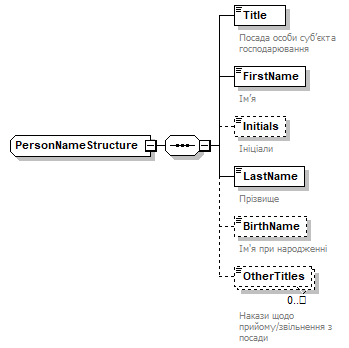 Title
Посада особи суб'єкта
господарювання
FirstName
Ім'я
Initials
Ініціали
PersonNameStructure
LastName
Прізвище
BirthName
Ім'я при народженні
OtherTitles
0..
Накази щодо
прийому/звільнення з
посади